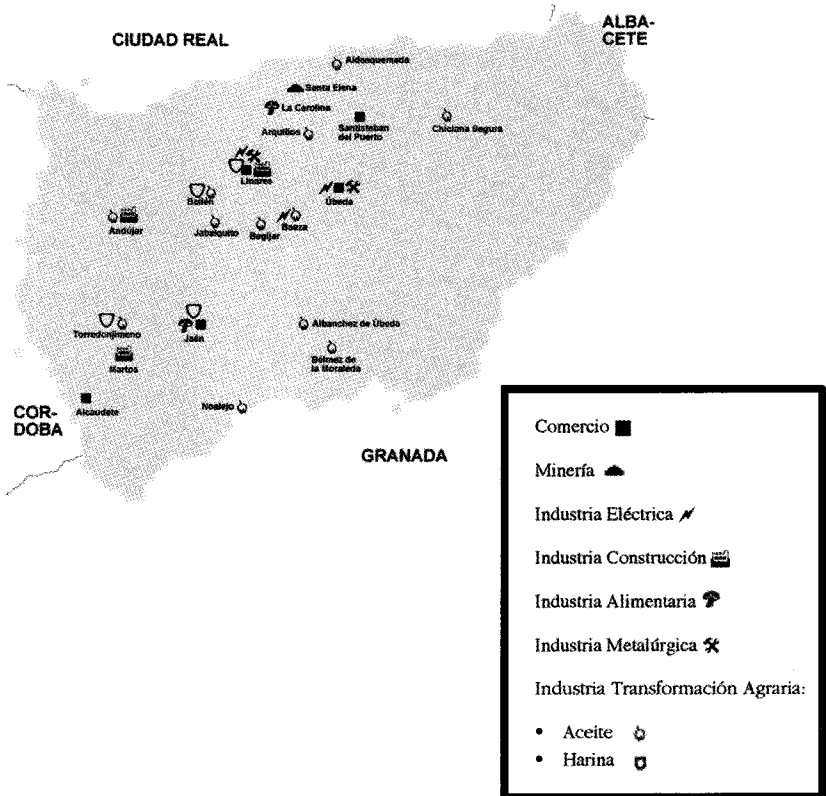 CIUDAD REAL
ALBA-
CETE
Aldeaquemada
Santa Elena
La Carolina
Arquillos
Santisteban
del Puerto
Chiclana Segura
Linares
Bailén
Úbeda
Andújar
Jabalquito
Begíjar
Baeza
Torredonjimeno
Jaén
Albanchez de Úbeda
Martos
Bélmez de
la Moraleda
Alcaudete
Noalejo
COR-
DOBA
GRANADA
Comercio
Minería
Industria Eléctrica
Industria Construcción
Industria Alimentaria
Industria Metalúrgica
Industria Transformación Agraria:
• Aceite
• Harina